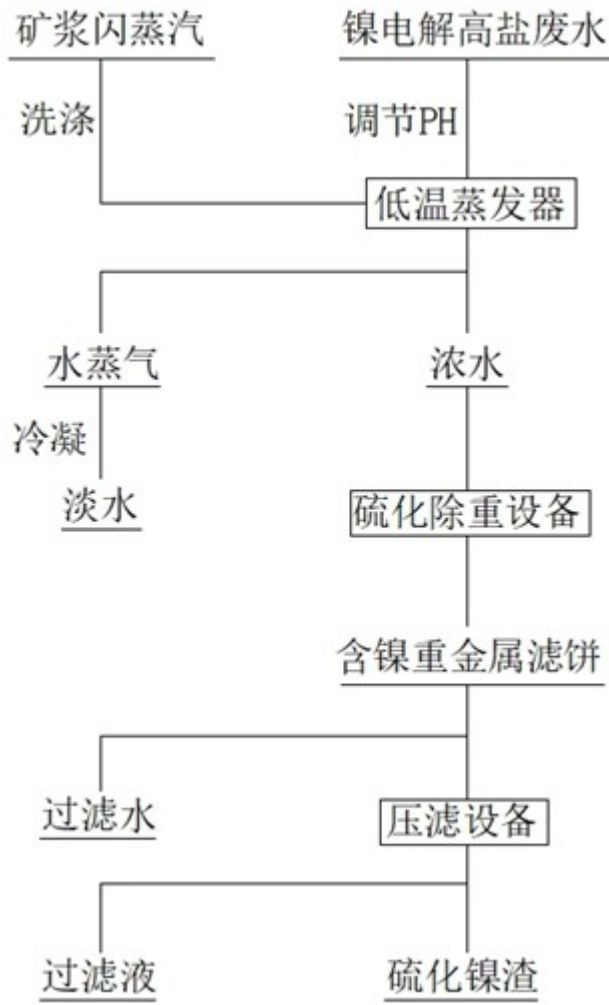 矿浆闪蒸汽
镍电解高盐废水
洗涤
调节PH
低温蒸发器
水蒸气
浓水
冷凝
淡水
硫化除重设备
含镍重金属滤饼
过滤水
压滤设备
过滤液
硫化镍渣